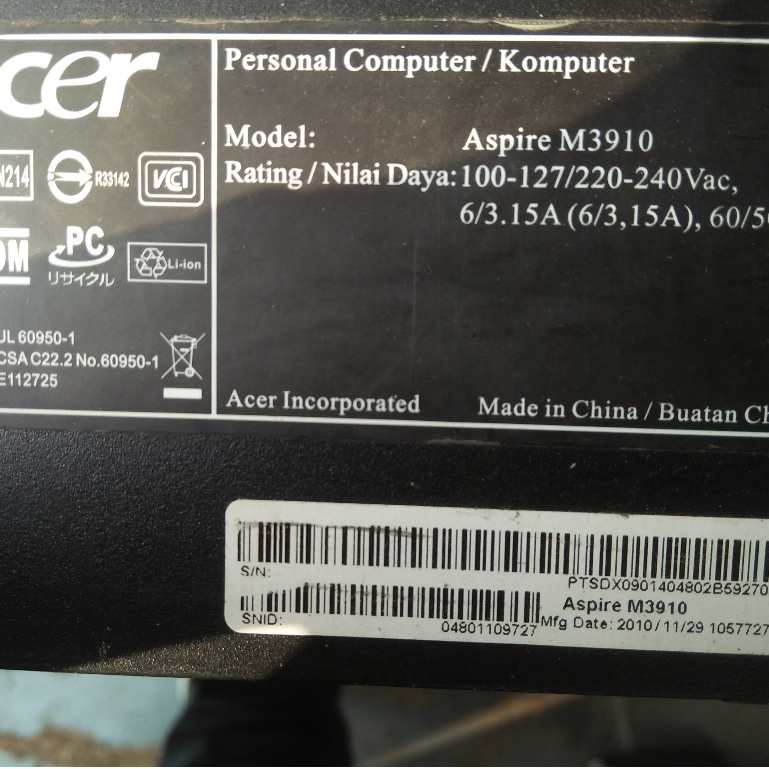 acer
Personal Computer / Komputer
Model: Aspire M3910
Rating / Nilai Daya: 100-127/220-240Vac,
6/3.15A (6/3,15A), 60/50
N214
R33142
VCI
PC
リサイクル
Li-ion
UL 60950-1
CSA C22.2 No.60950-1
E112725
Acer Incorporated
Made in China / Buatan Ch
S/N:
PTSDX0901404802B59270
Aspire M3910
SNID:
04801109727
Mfg Date: 2010/11/29 1057727